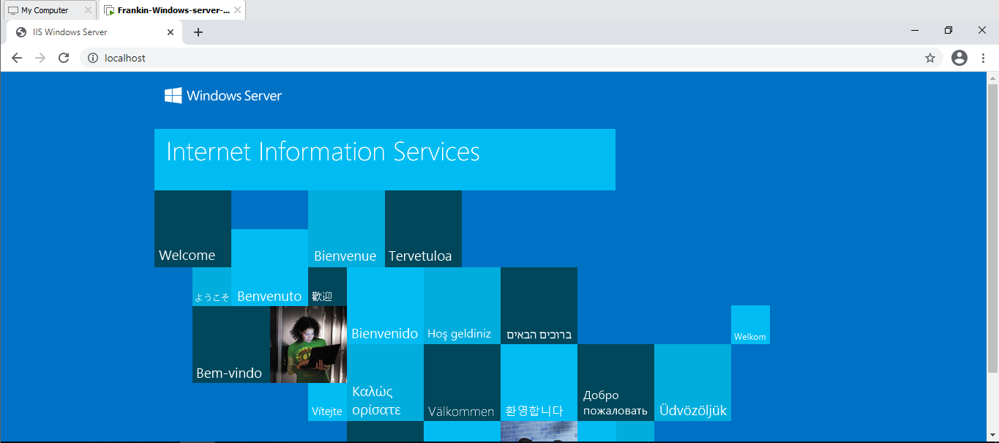 My Computer
Frankin-Windows-server-...
IIS Windows Server
localhost
Windows Server
Internet Information Services
Welcome
Bienvenue
Tervetuloa
ようこそ
Benvenuto
歡迎
Bienvenido
Hoş geldiniz
ברוכים הבאים
Welkom
Bem-vindo
Vítejte
Καλώς
ορίσατε
Välkommen
환영합니다
Добро
пожаловать
Üdvözöljük